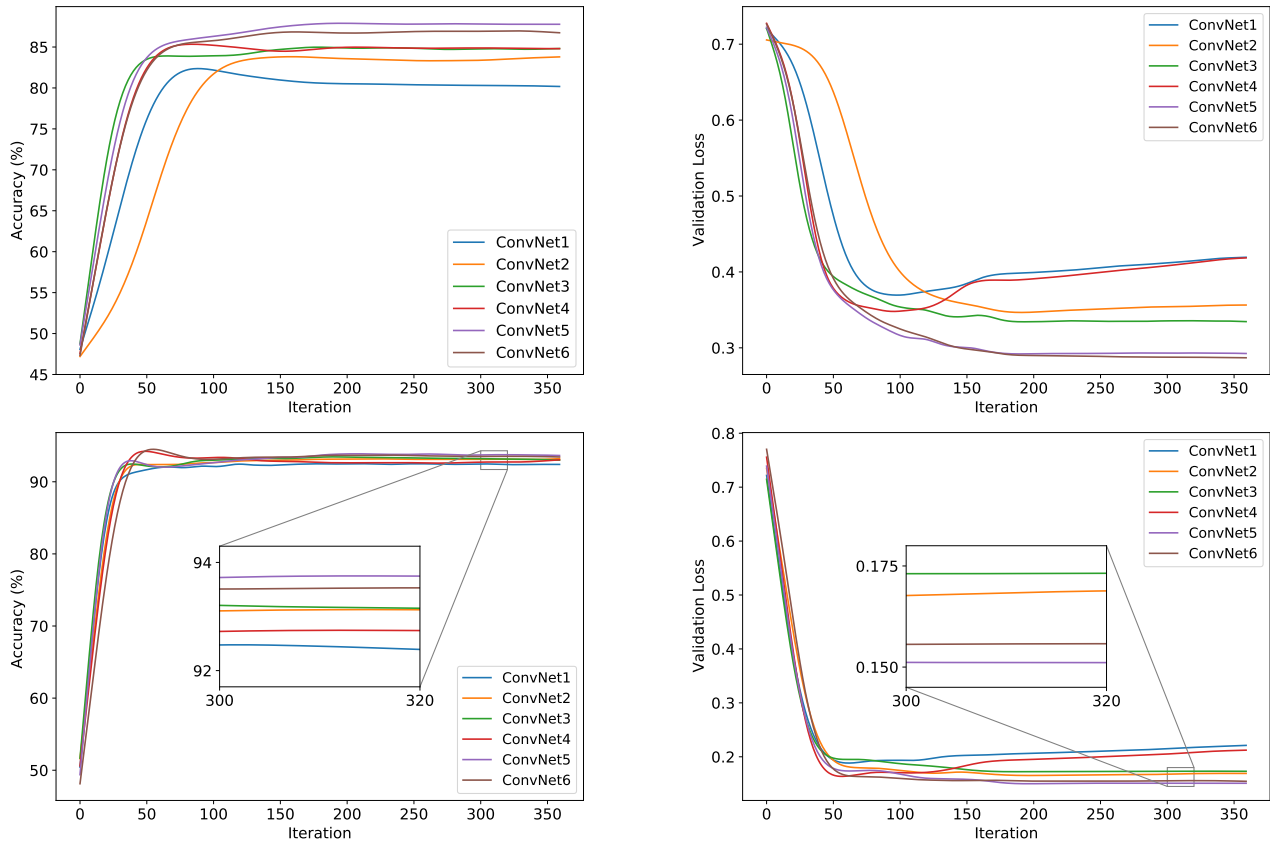 85
80
75
70
65
60
55
50
45
Accuracy (%)
0 50 100 150 200 250 300 350
Iteration
ConvNet1
ConvNet2
ConvNet3
ConvNet4
ConvNet5
ConvNet6
0.7
0.6
0.5
0.4
0.3
Validation Loss
0 50 100 150 200 250 300 350
Iteration
ConvNet1
ConvNet2
ConvNet3
ConvNet4
ConvNet5
ConvNet6
90
80
70
60
50
Accuracy (%)
94
92
300 320
0 50 100 150 200 250 300 350
Iteration
ConvNet1
ConvNet2
ConvNet3
ConvNet4
ConvNet5
ConvNet6
0.8
0.7
0.6
0.5
0.4
0.3
0.2
Validation Loss
0.175
0.150
300 320
0 50 100 150 200 250 300 350
Iteration
ConvNet1
ConvNet2
ConvNet3
ConvNet4
ConvNet5
ConvNet6